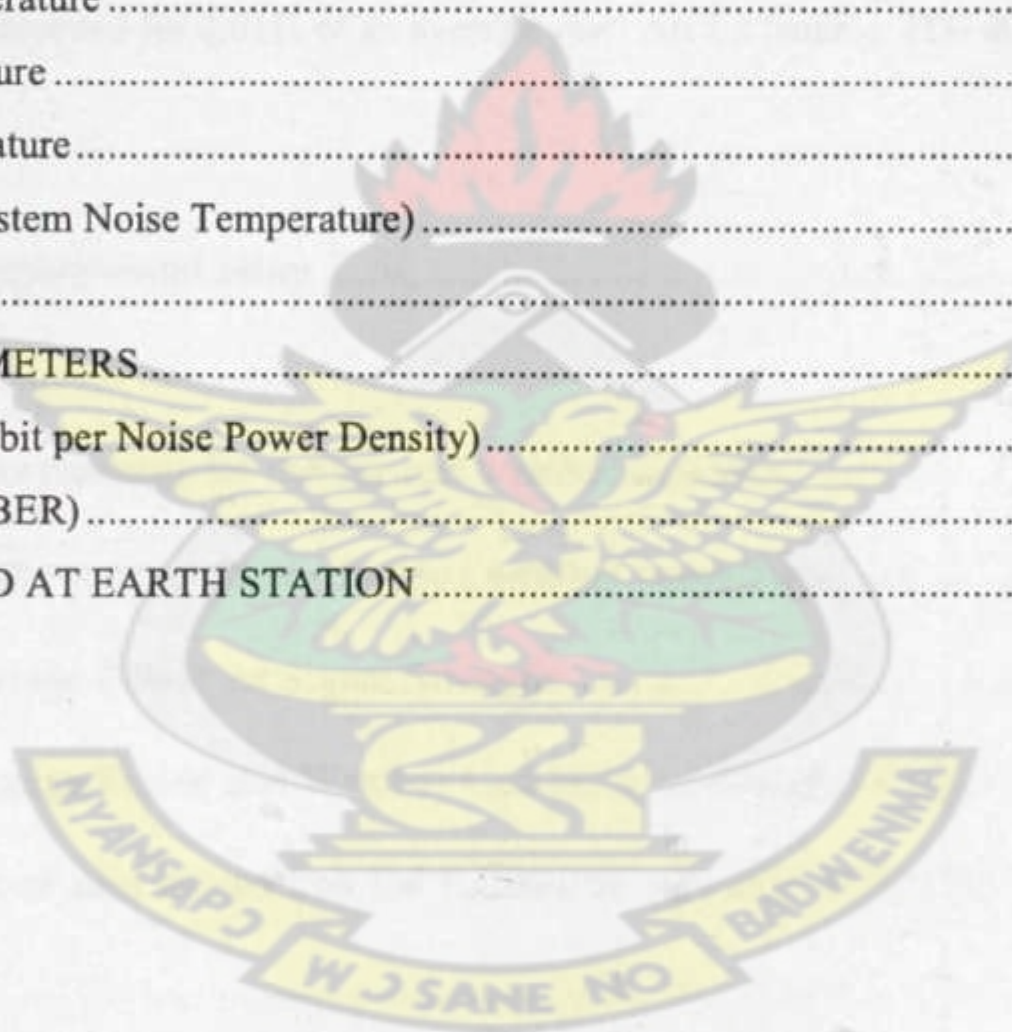 erature ..........................................................................
ure ..........................................................................
ature ..........................................................................
stem Noise Temperature) ..........................................................................
..........................................................................
METERS ..........................................................................
bit per Noise Power Density) ..........................................................................
BER) ..........................................................................
D AT EARTH STATION ..........................................................................
NYANSAPƆ
WƆSANE NO
BADWENMA